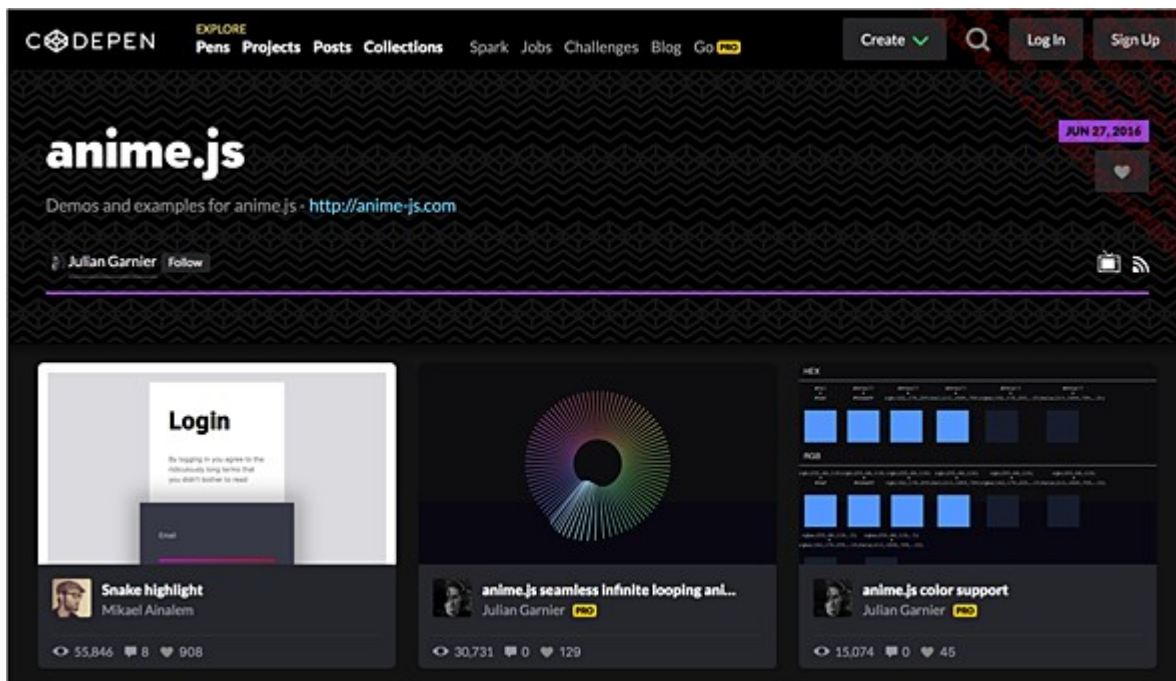 CODEPEN
EXPLORE
Pens Projects Posts Collections Spark Jobs Challenges Blog Go PRO
Create
Log In
Sign Up
anime.js
JUN 27, 2016
Demos and examples for anime.js - http://anime-js.com
Julian Garnier Follow
Login
By logging in you agree to the
ridiculously long terms that
you didn't bother to read
Email
HEX
RGB
Snake highlight
Mikael Ainalem
55,846 8 908
anime.js seamless infinite looping ani...
Julian Garnier PRO
30,731 0 129
anime.js color support
Julian Garnier PRO
15,074 0 45